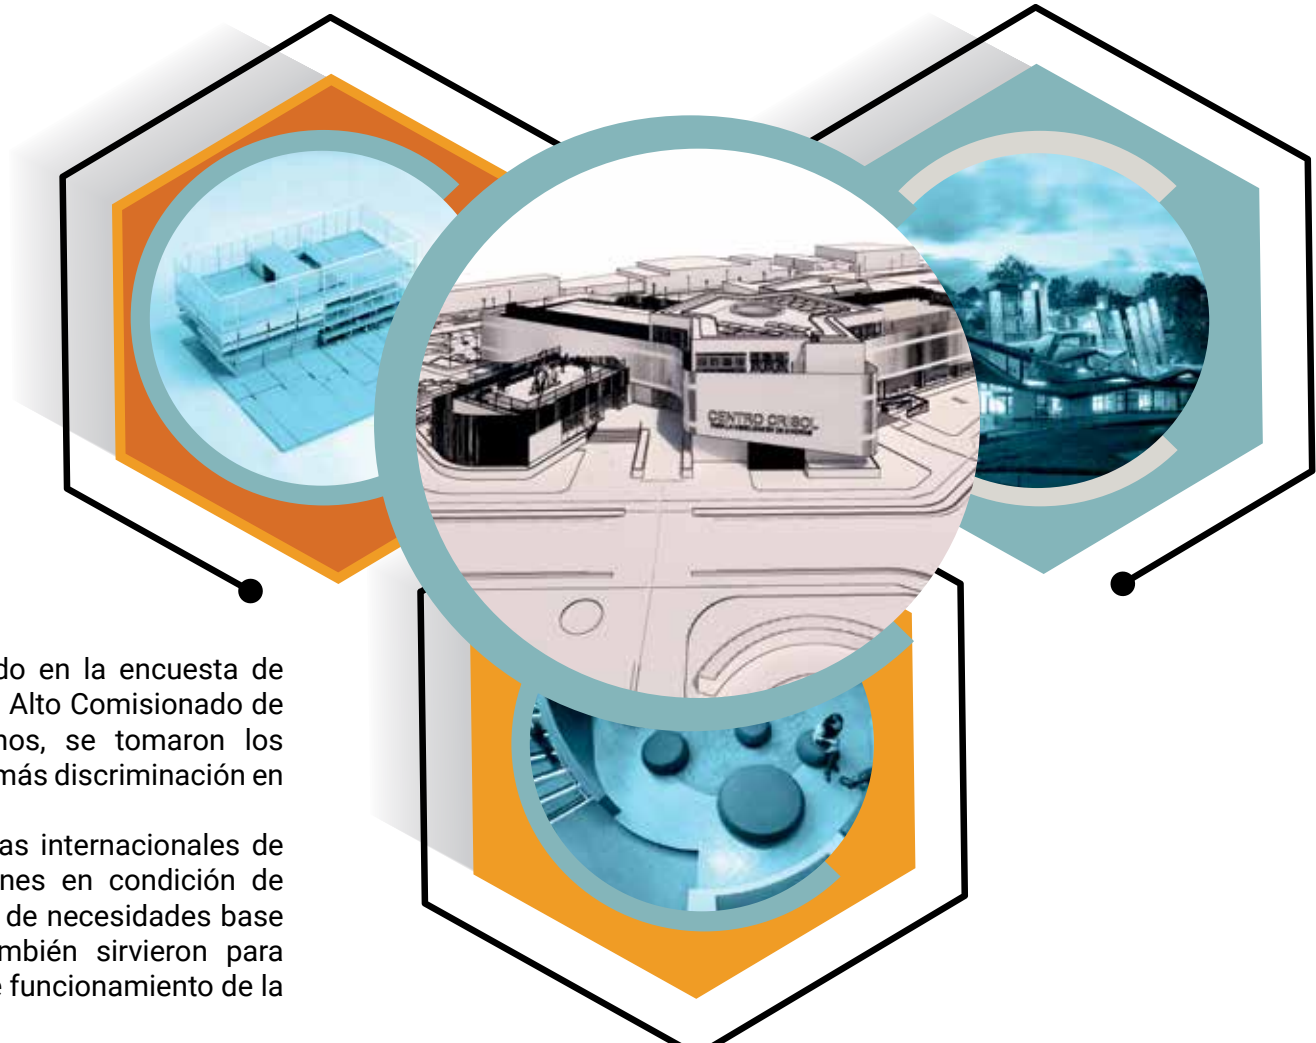 CENTRO CRISOL
do en la encuesta de
Alto Comisionado de
nos, se tomaron los
más discriminación en
as internacionales de
nes en condición de
de necesidades base
mbién sirvieron para
e funcionamiento de la